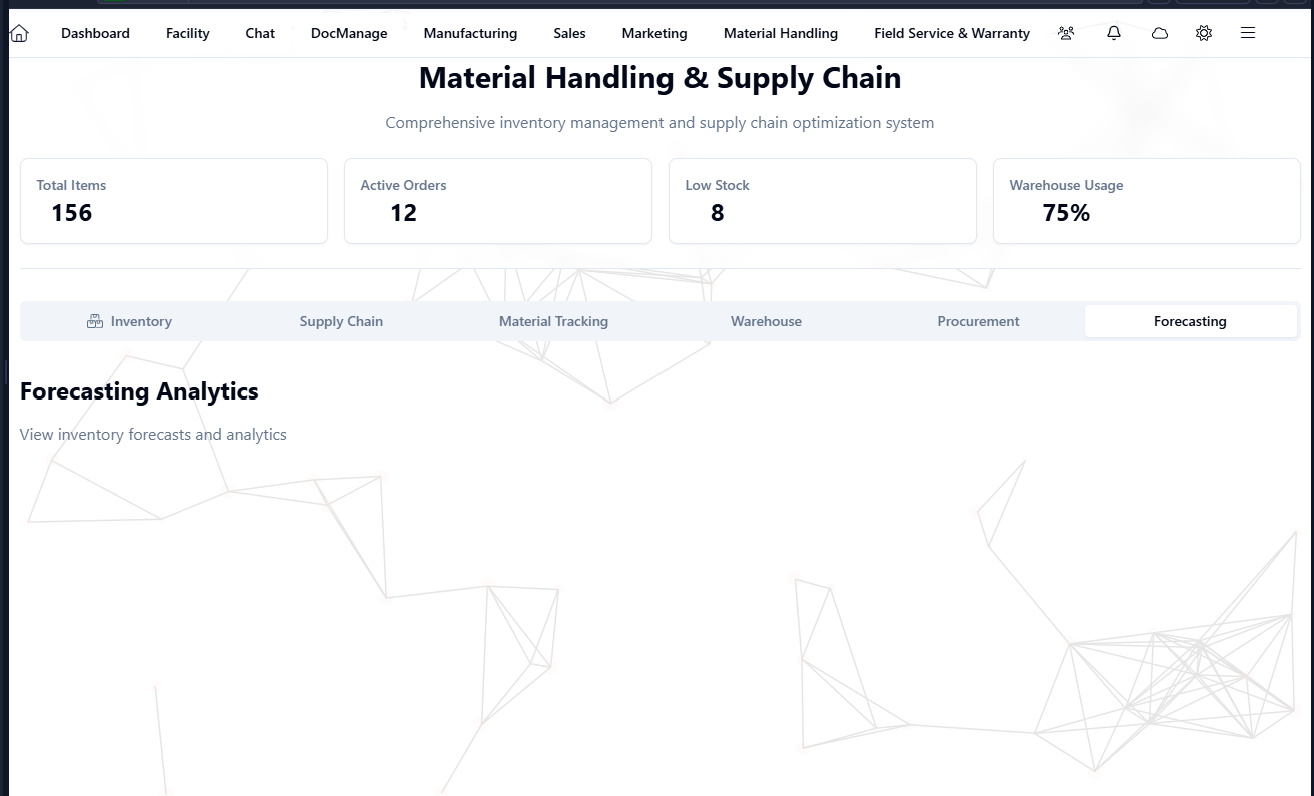 Dashboard Facility Chat DocManage Manufacturing Sales Marketing Material Handling Field Service & Warranty
Material Handling & Supply Chain
Comprehensive inventory management and supply chain optimization system
Total Items
156
Active Orders
12
Low Stock
8
Warehouse Usage
75%
Inventory Supply Chain Material Tracking Warehouse Procurement Forecasting
Forecasting Analytics
View inventory forecasts and analytics